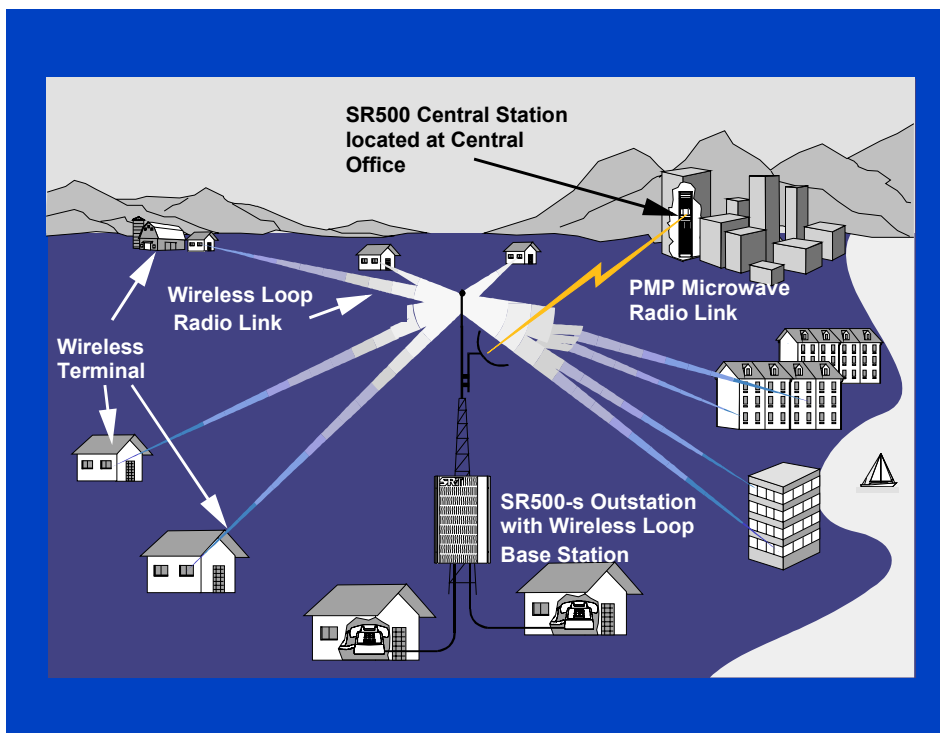 SR500 Central Station
located at Central
Office
Wireless Loop
Radio Link
PMP Microwave
Radio Link
Wireless
Terminal
SR500-s Outstation
with Wireless Loop
Base Station